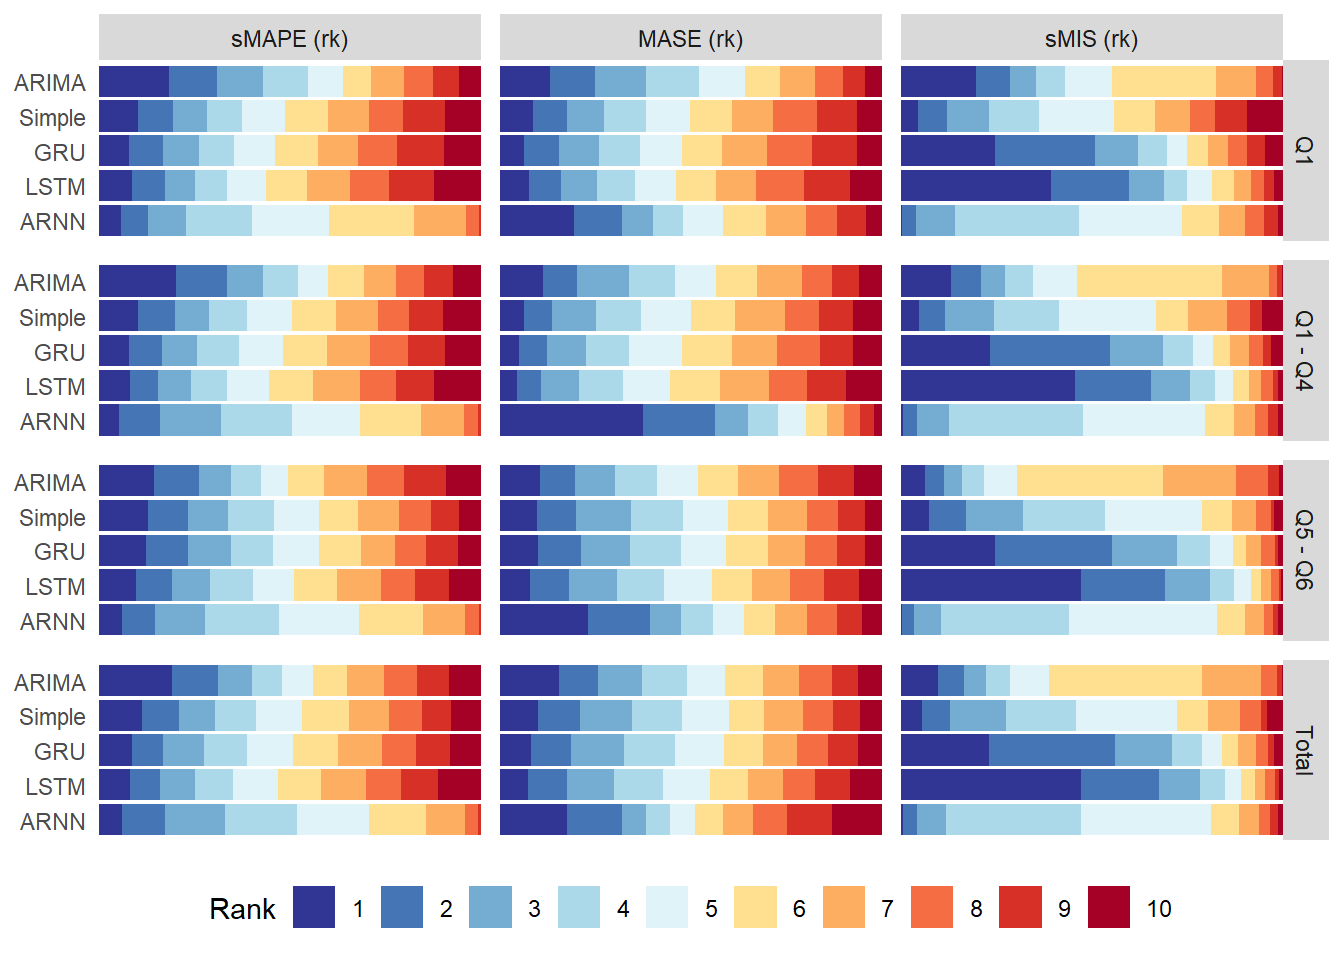 sMAPE (rk) MASE (rk) sMIS (rk)
ARIMA
Simple
GRU
LSTM
ARNN
Q1
ARIMA
Simple
GRU
LSTM
ARNN
Q1 - Q4
ARIMA
Simple
GRU
LSTM
ARNN
Q5 - Q6
ARIMA
Simple
GRU
LSTM
ARNN
Total
Rank 1 2 3 4 5 6 7 8 9 10